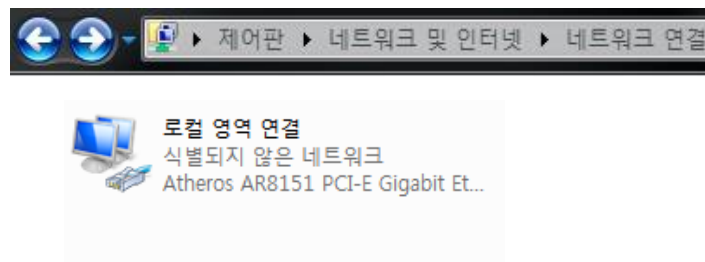 제어판 ▶ 네트워크 및 인터넷 ▶ 네트워크 연결
로컬 영역 연결
식별되지 않은 네트워크
Atheros AR8151 PCI-E Gigabit Et...